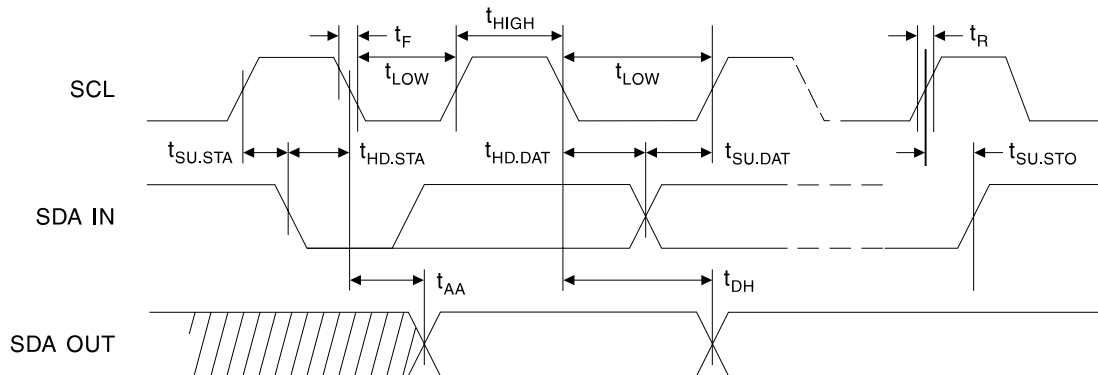 tHIGH
tF
tR
tLOW
tLOW
SCL
tSU.STA
tHD.STA
tHD.DAT
tSU.DAT
tSU.STO
SDA IN
tAA
tDH
SDA OUT